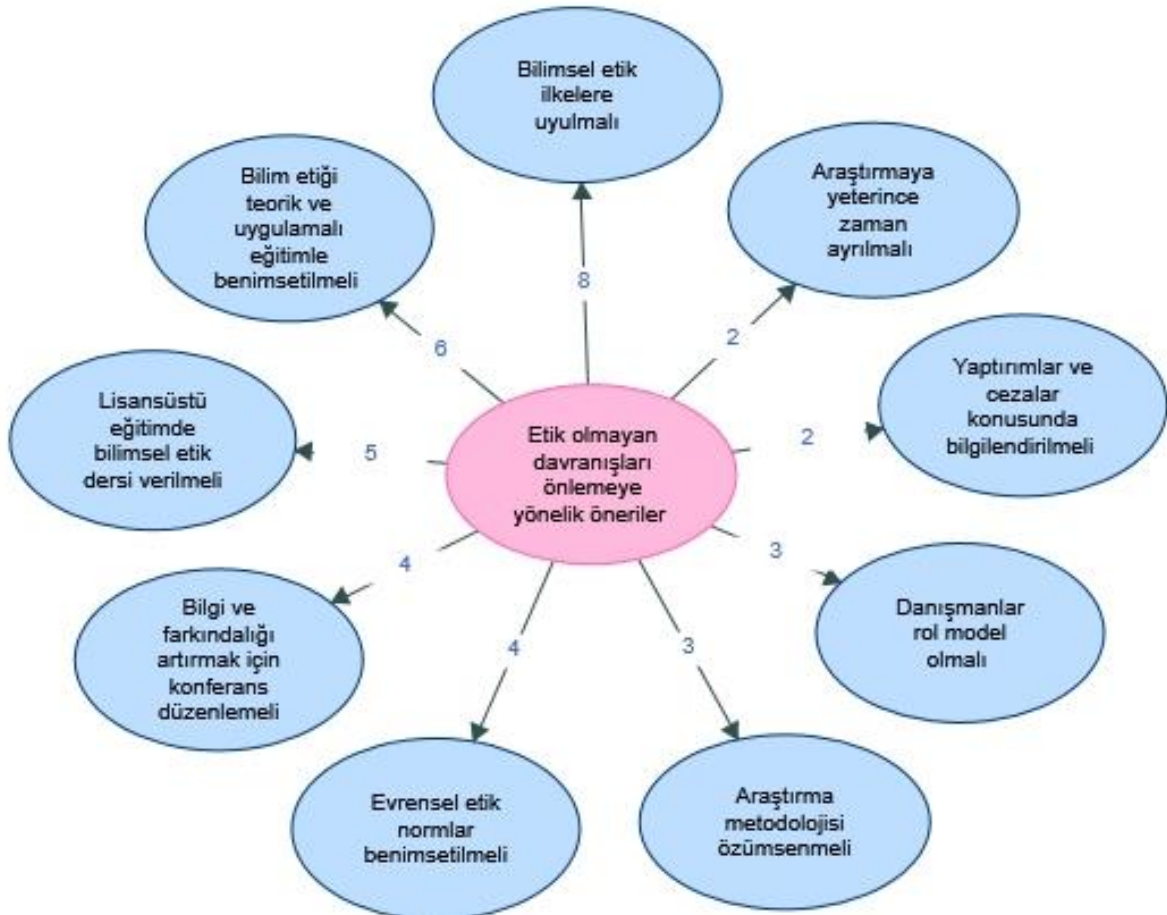 Bilimsel etik
ilkelere
uyulmalı
Bilim etiği
teorik ve
uygulamalı
eğitimle
benimsetilmeli
Araştırmaya
yeterince
zaman
ayrılmalı
8
6
2
Lisansüstü
eğitimde
bilimsel etik
dersi verilmeli
5
Etik olmayan
davranışları
önlemeye
yönelik öneriler
2
Yaptırımlar ve
cezalar
konusunda
bilgilendirilmeli
4
3
Bilgi ve
farkındalığı
artırmak için
konferans
düzenlemeli
4
3
Danışmanlar
rol model
olmalı
Evrensel etik
normlar
benimsetilmeli
Araştırma
metodolojisi
özümsenmeli